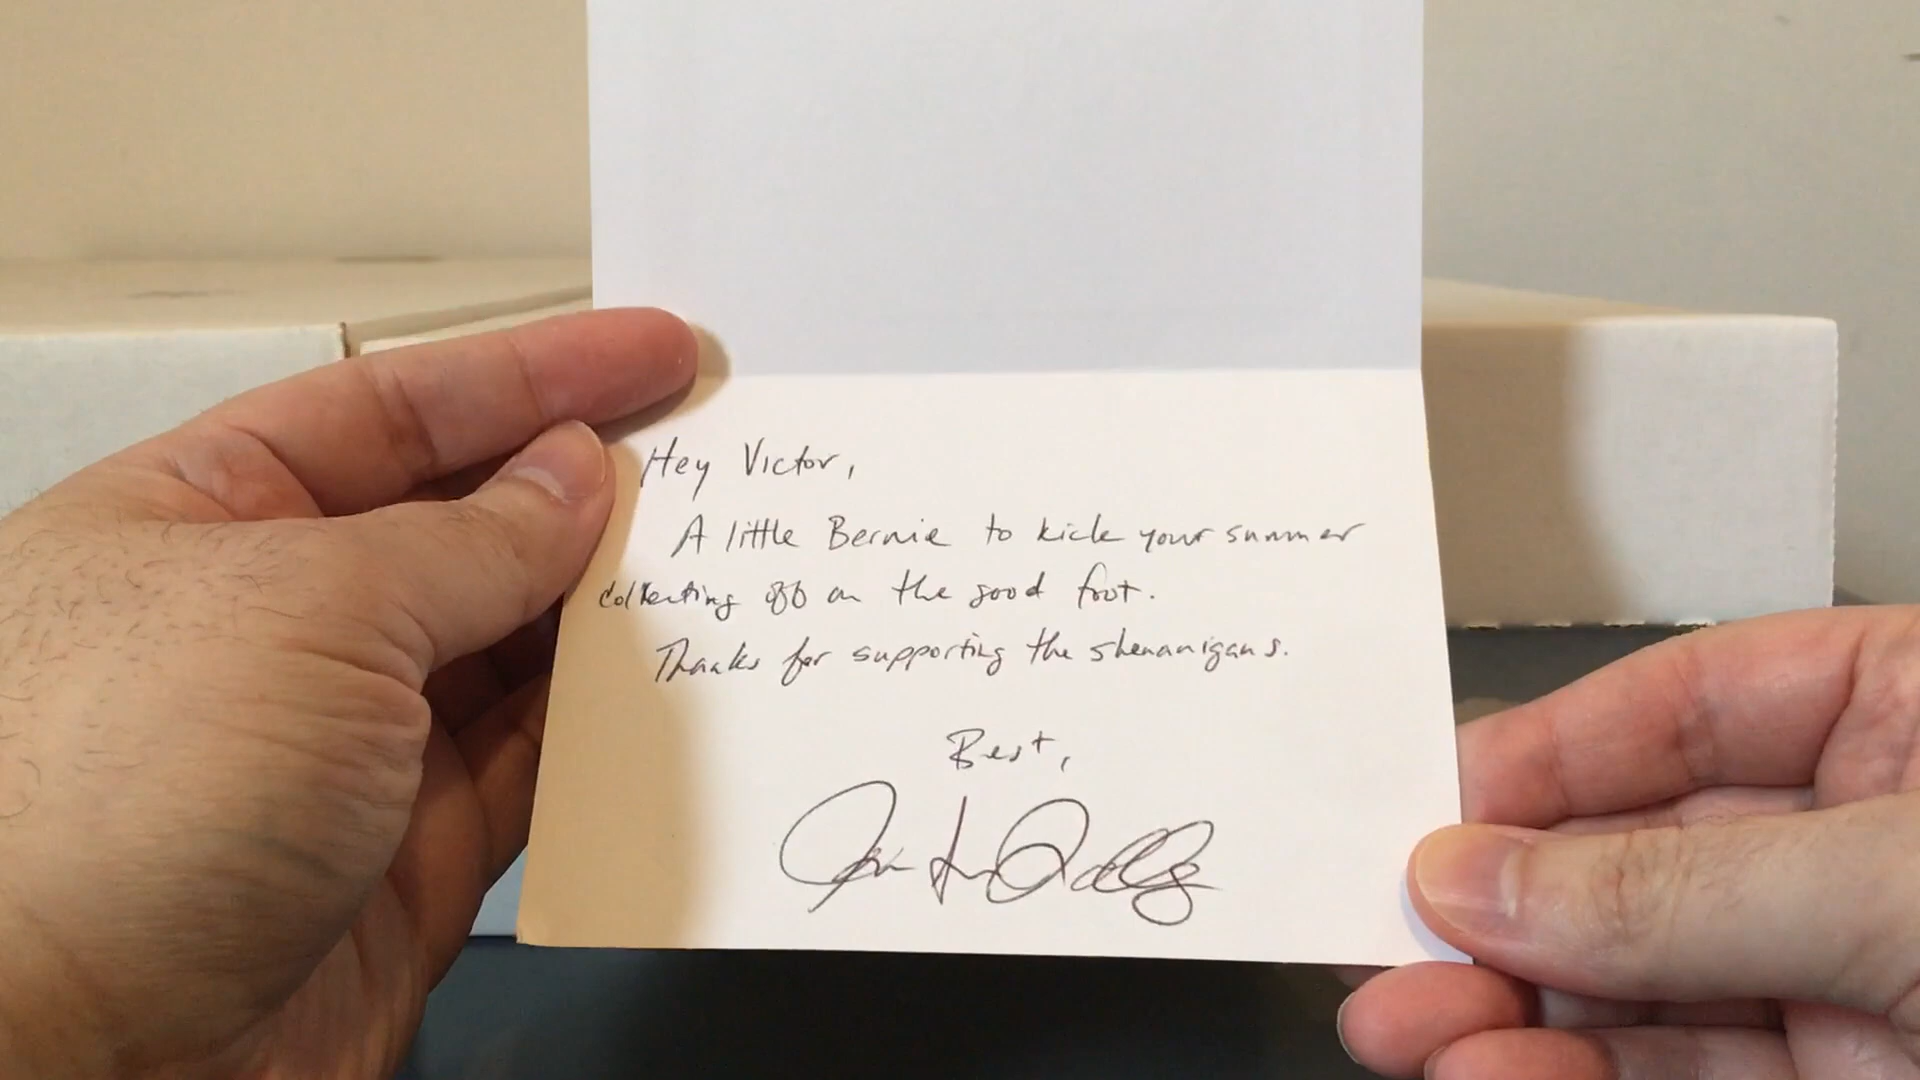 Hey Victor,
A little Bernie to kick your summer
collecting off on the good foot.
Thanks for supporting the shenanigans.
Best,